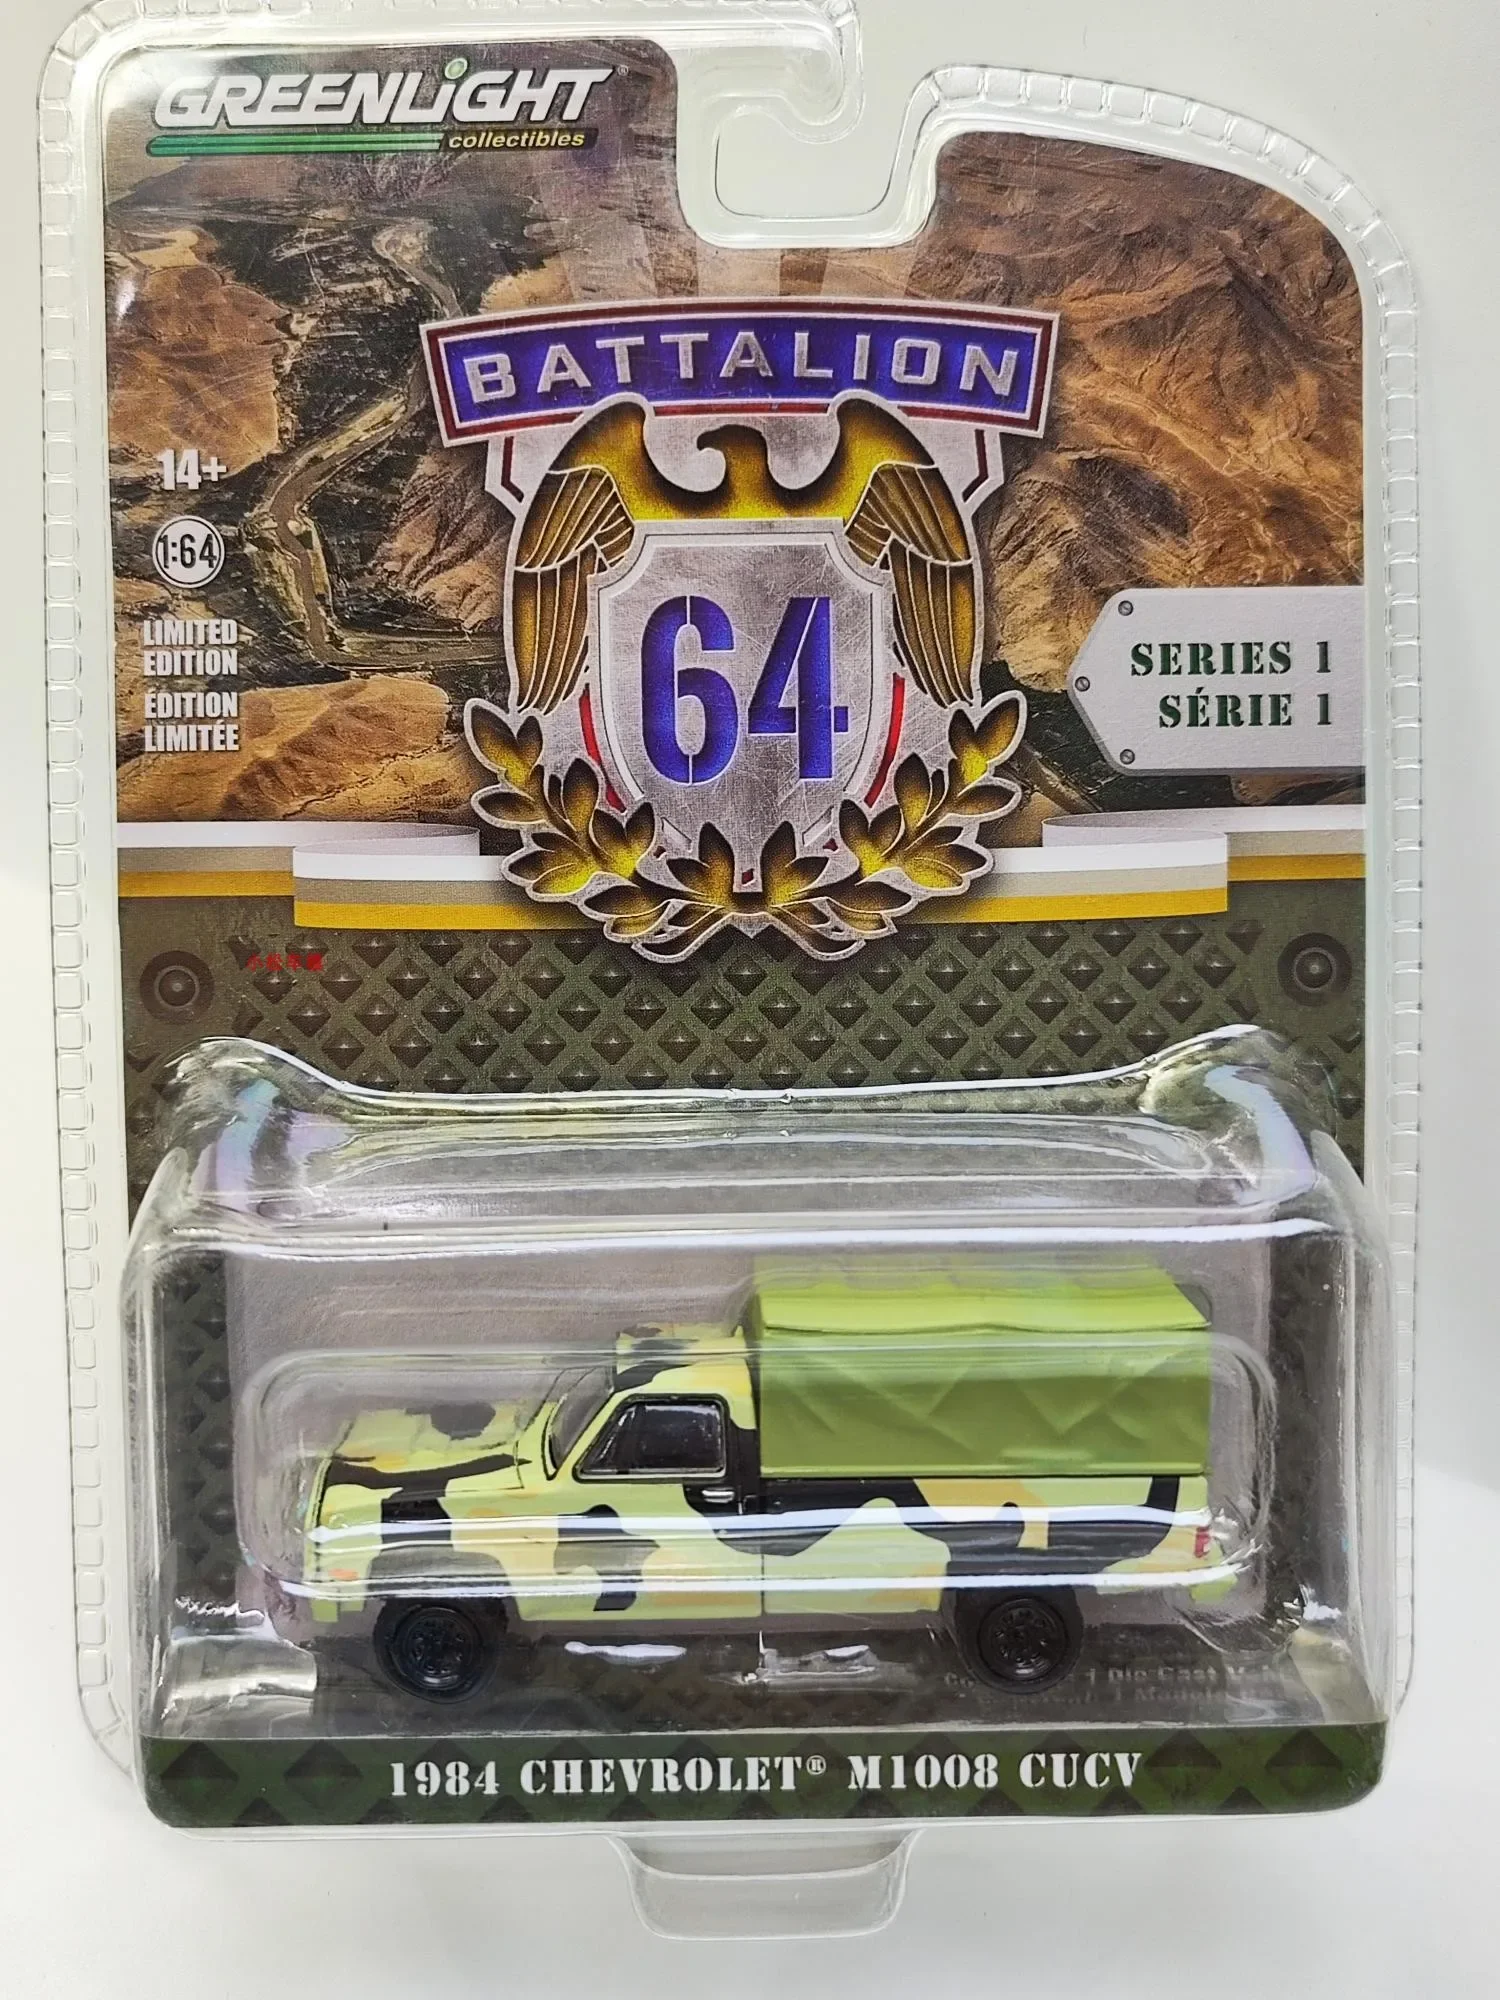 GREENLiGHT®
collectibles
BATTALION
64
14+
1:64
LIMITED
EDITION
ÉDITION
LIMITÉE
SERIES 1
SÉRIE 1
1984 CHEVROLET® M1008 CUCV